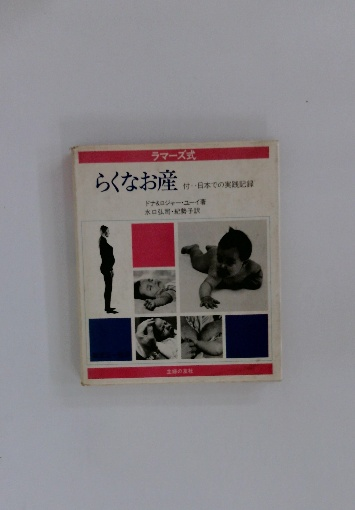 ラマーズ式
らくなお産 付－日本での実践記録
ドナ&ロジャー・ユーイ著
水口弘司・紀勢子訳
主婦の友社